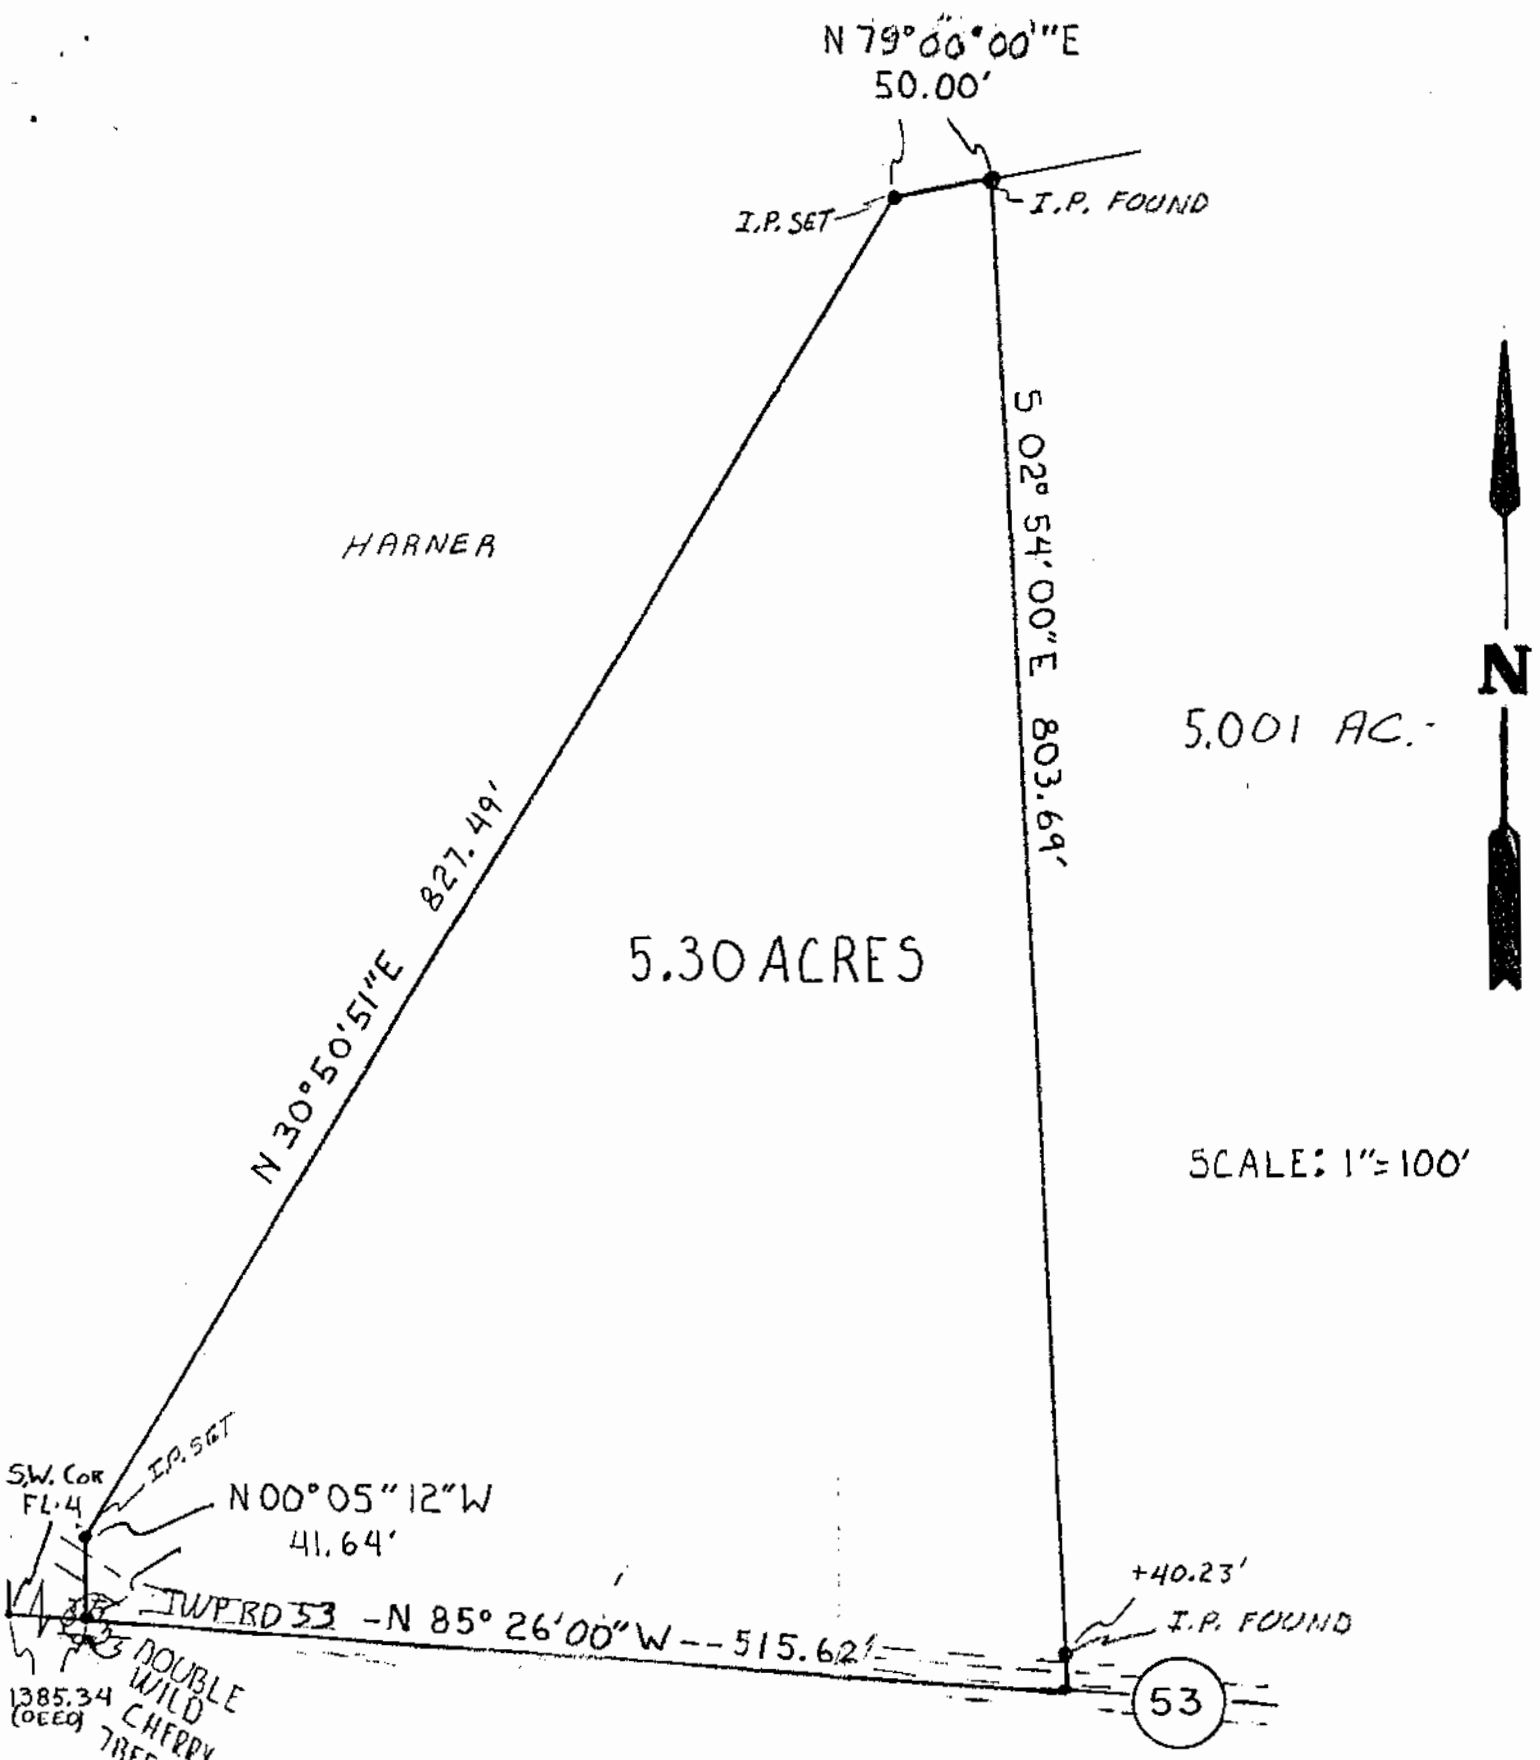 N 79° 00' 00"E
50.00'
I.P. SET
I.P. FOUND
S 02° 54' 00"E 803.69'
HARNER
N
5.001 AC.
827.49'
N 30° 50' 51"E
5.30 ACRES
SCALE: 1"=100'
I.P. SET
S.W. COR
FL. 4
N 00° 05" 12"W
41.64'
+40.23'
I.P. FOUND
TWP RD 53 - N 85° 26' 00" W -- 515.62'
53
1385.34
DOUBLE
WILD
CHERRY